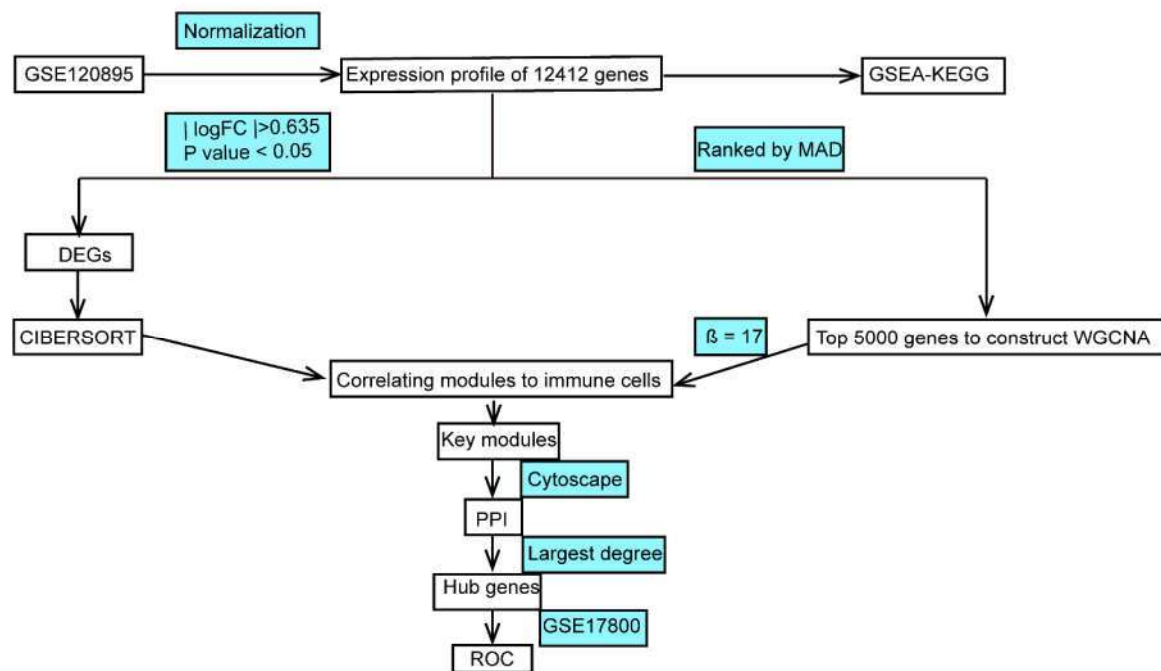 Normalization
GSE120895
Expression profile of 12412 genes
GSEA-KEGG
| logFC |>0.635
P value < 0.05
Ranked by MAD
DEGs
CIBERSORT
ß = 17
Top 5000 genes to construct WGCNA
Correlating modules to immune cells
Key modules
Cytoscape
PPI
Largest degree
Hub genes
GSE17800
ROC